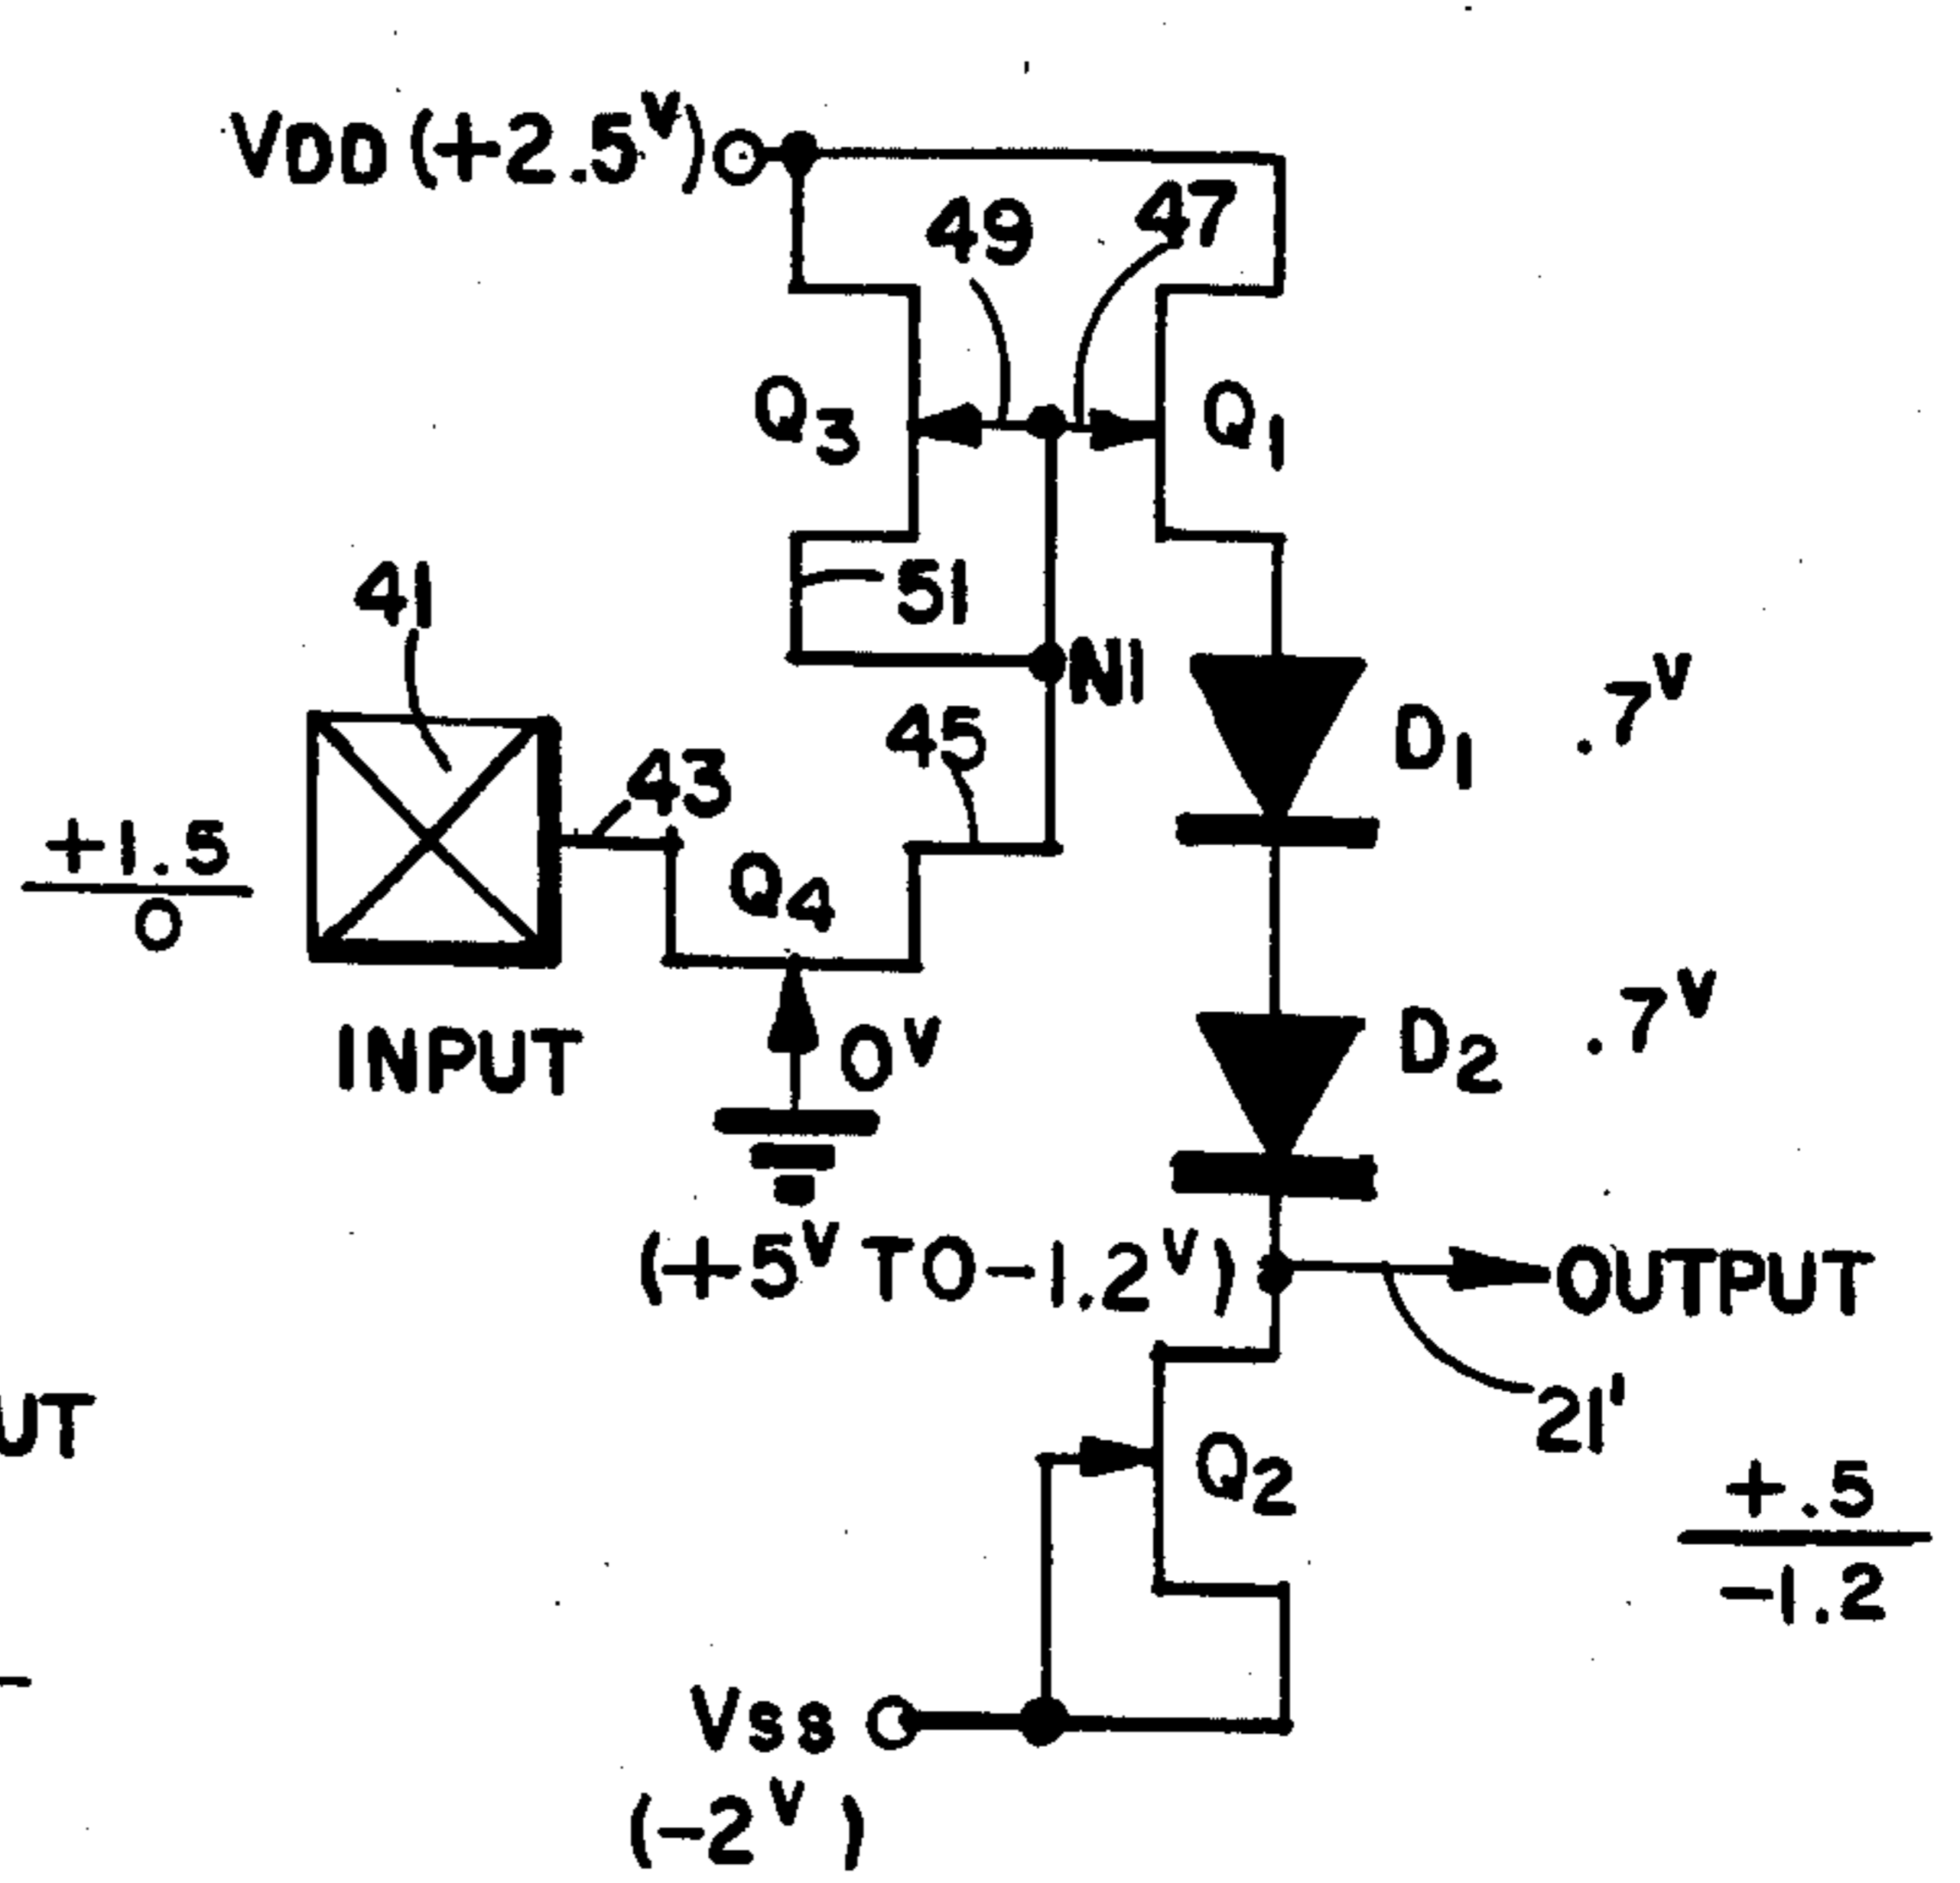 VDD (+2.5V)
49
47
Q3
Q1
51
41
N1
.7V
D1
45
43
+1.5
0
Q4
INPUT
0V
D2
.7V
(+5V TO -1.2V)
OUTPUT
21'
UT
Q2
+.5
-1.2
VSS
(-2V)